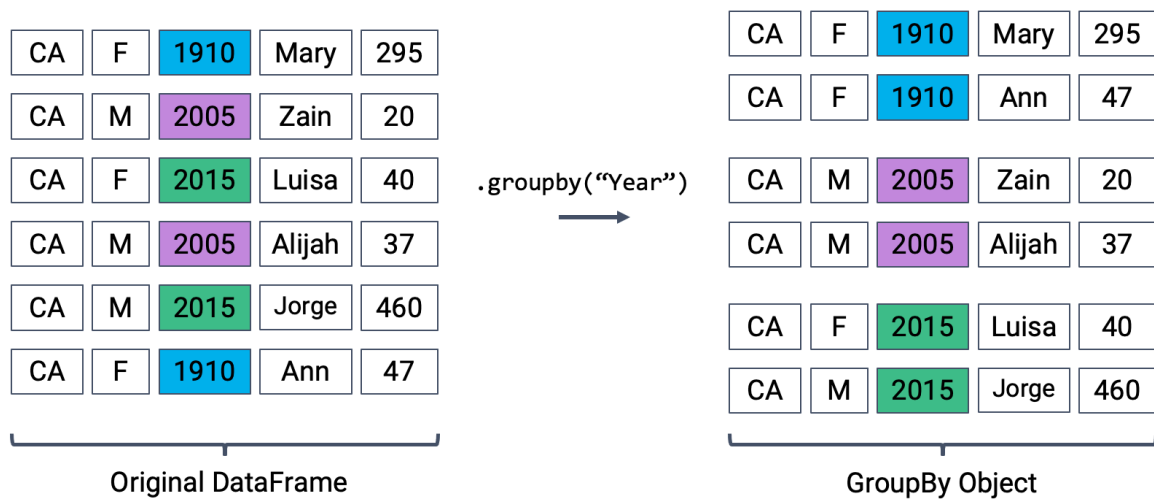 CA F 1910 Mary 295
CA M 2005 Zain 20
CA F 2015 Luisa 40
CA M 2005 Alijah 37
CA M 2015 Jorge 460
CA F 1910 Ann 47
Original DataFrame
.groupby(“Year”)
CA F 1910 Mary 295
CA F 1910 Ann 47
CA M 2005 Zain 20
CA M 2005 Alijah 37
CA F 2015 Luisa 40
CA M 2015 Jorge 460
GroupBy Object